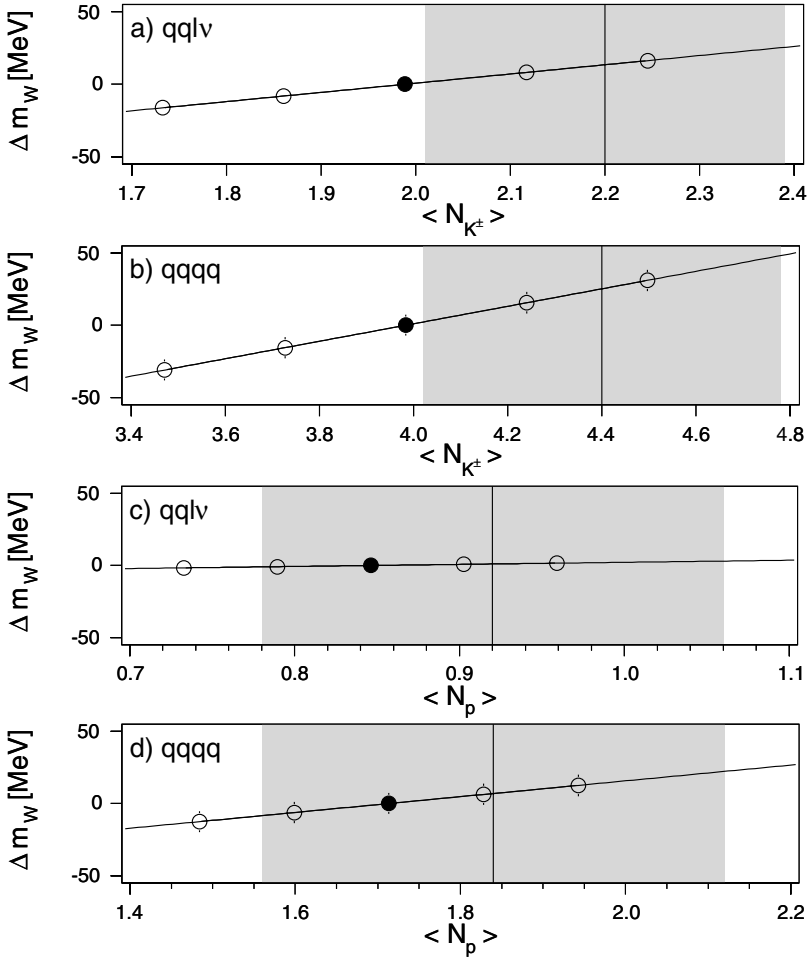 a) qqlν
Δ m_W [MeV]
50
0
-50
1.7 1.8 1.9 2.0 2.1 2.2 2.3 2.4
< N_K± >
b) qqqq
Δ m_W [MeV]
50
0
-50
3.4 3.6 3.8 4.0 4.2 4.4 4.6 4.8
< N_K± >
c) qqlν
Δ m_W [MeV]
50
0
-50
0.7 0.8 0.9 1.0 1.1
< N_p >
d) qqqq
Δ m_W [MeV]
50
0
-50
1.4 1.6 1.8 2.0 2.2
< N_p >